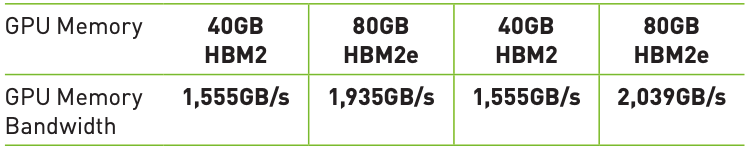 GPU Memory 40GB 80GB 40GB 80GB
HBM2 HBM2e HBM2 HBM2e
GPU Memory 1,555GB/s 1,935GB/s 1,555GB/s 2,039GB/s
Bandwidth